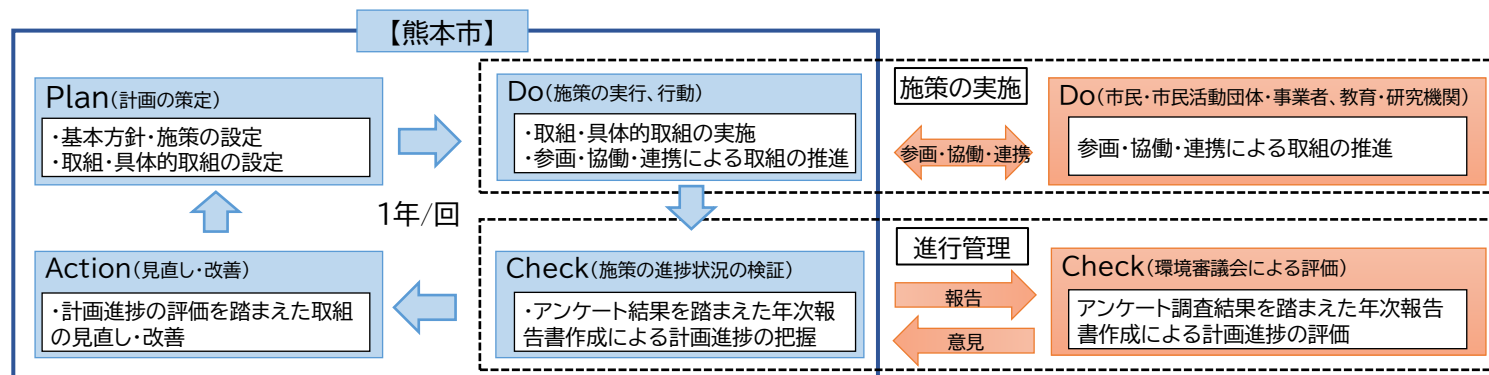 【熊本市】
Plan(計画の策定)
・基本方針・施策の設定
・取組・具体的取組の設定
Do(施策の実行、行動)
・取組・具体的取組の実施
・参画・協働・連携による取組の推進
施策の実施
参画・協働・連携
Do(市民・市民活動団体・事業者、教育・研究機関)
参画・協働・連携による取組の推進
1年/回
Action(見直し・改善)
・計画進捗の評価を踏まえた取組
の見直し・改善
Check(施策の進捗状況の検証)
・アンケート結果を踏まえた年次報
告書作成による計画進捗の把握
進行管理
報告
意見
Check(環境審議会による評価)
アンケート調査結果を踏まえた年次報告
書作成による計画進捗の評価